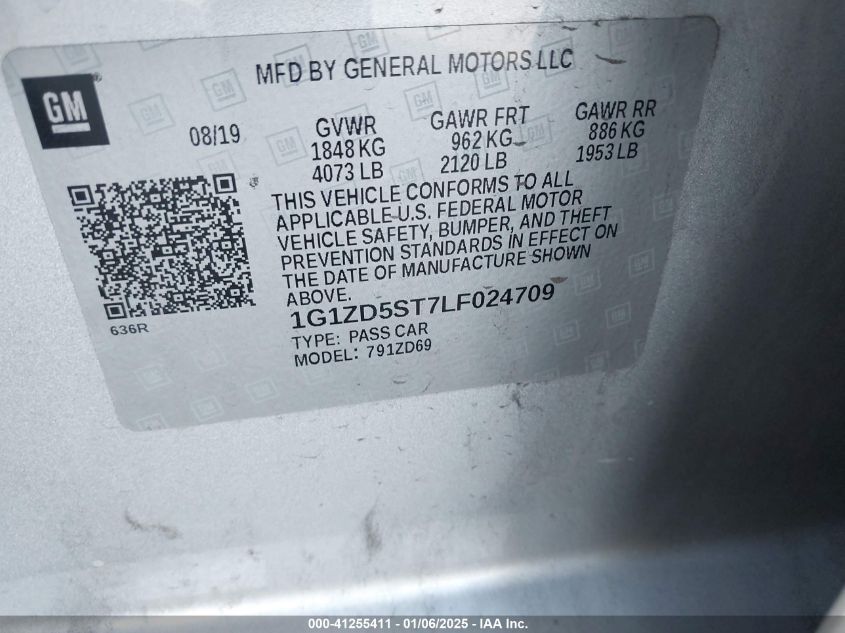 MFD BY GENERAL MOTORS LLC
GM
08/19
GVWR
1848 KG
4073 LB
GAWR FRT
962 KG
2120 LB
GAWR RR
886 KG
1953 LB
THIS VEHICLE CONFORMS TO ALL
APPLICABLE U.S. FEDERAL MOTOR
VEHICLE SAFETY, BUMPER, AND THEFT
PREVENTION STANDARDS IN EFFECT ON
THE DATE OF MANUFACTURE SHOWN
ABOVE.
1G1ZD5ST7LF024709
TYPE: PASS CAR
MODEL: 791ZD69
636R
000-41255411 - 01/06/2025 - IAA Inc.